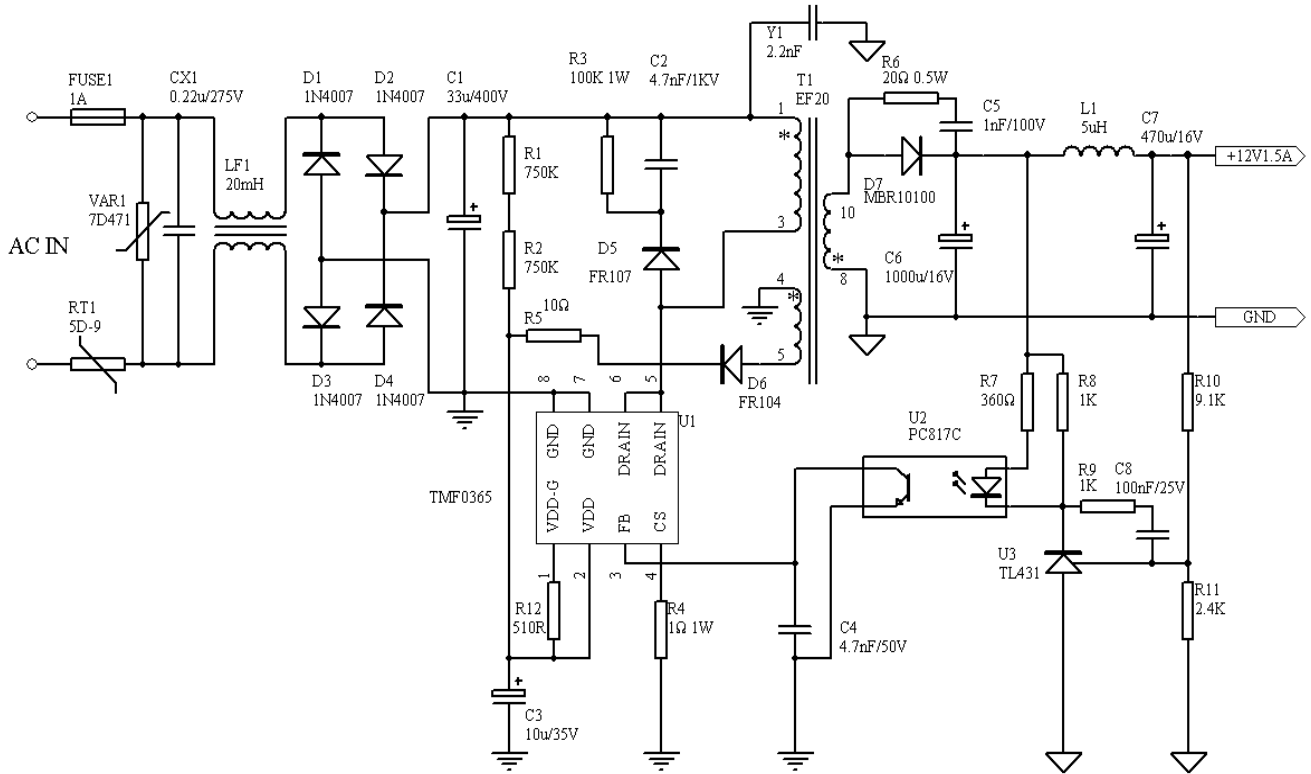 Y1
2.2nF
R3
100K 1W
C2
4.7nF/1KV
R6
20Ω 0.5W
FUSE1
1A
CX1
0.22u/275V
D1
1N4007
D2
1N4007
C1
33u/400V
T1
EF20
C5
1nF/100V
L1
5uH
C7
470u/16V
1
*
R1
750K
+12V1.5A
LF1
20mH
D7
MBR10100
VAR1
7D471
10
+
3
AC IN
R2
750K
D5
FR107
+
+
C6
1000u/16V
*
8
4
*
RT1
5D-9
10Ω
R5
GND
5
D6
FR104
D3
1N4007
D4
1N4007
8
7
6
5
R7
360Ω
R8
1K
R10
9.1K
U1
U2
PC817C
GND
GND
DRAIN
DRAIN
TMF0365
R9
1K
C8
100nF/25V
VDD-G
VDD
FB
CS
U3
TL431
1
2
3
4
R12
510R
R4
1Ω 1W
R11
2.4K
C4
4.7nF/50V
+
C3
10u/35V